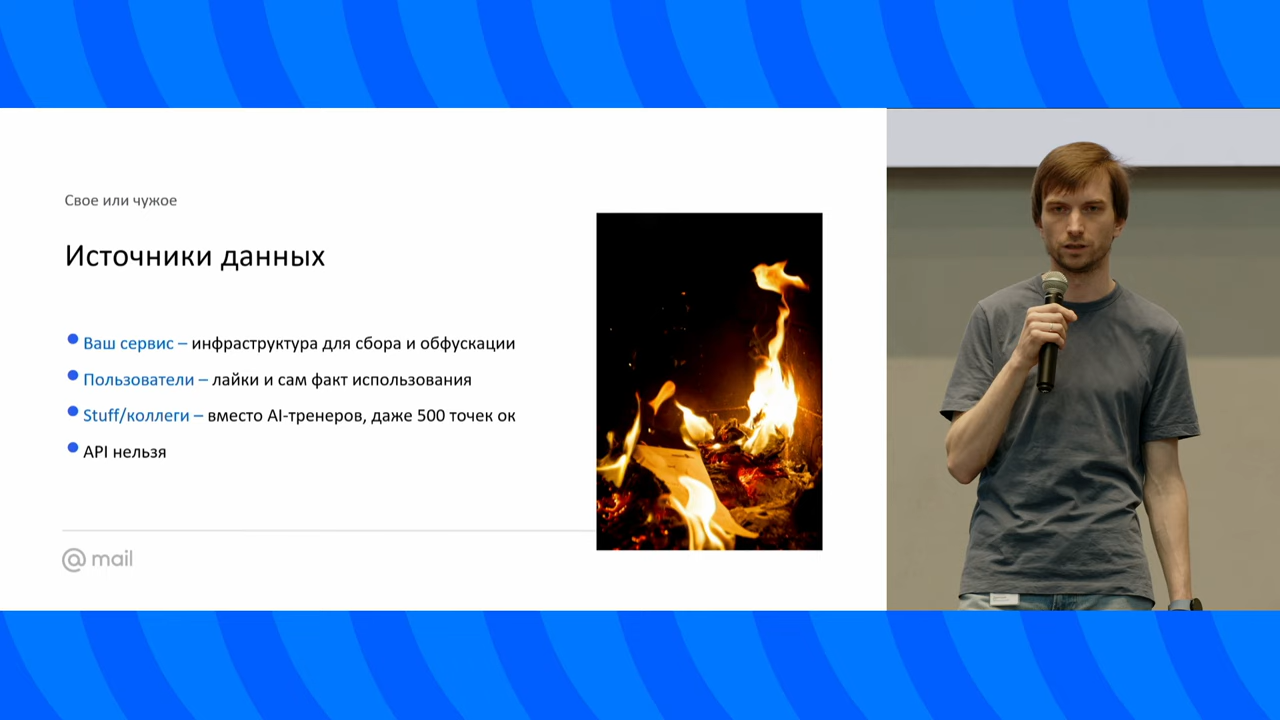 Свое или чужое
Источники данных
Ваш сервис – инфраструктура для сбора и обфускации
Пользователи – лайки и сам факт использования
Stuff/коллеги – вместо AI-тренеров, даже 500 точек ок
API нельзя
@ mail